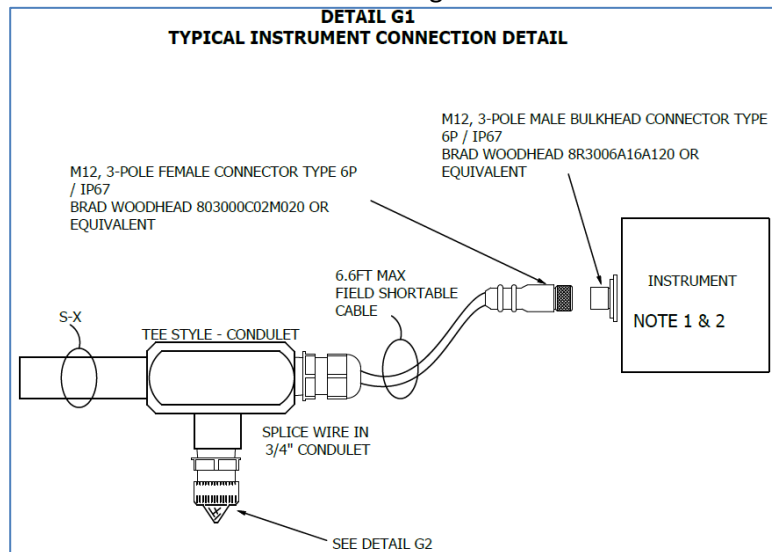 DETAIL G1
TYPICAL INSTRUMENT CONNECTION DETAIL
M12, 3-POLE MALE BULKHEAD CONNECTOR TYPE
6P / IP67
BRAD WOODHEAD 8R3006A16A120 OR
EQUIVALENT
M12, 3-POLE FEMALE CONNECTOR TYPE 6P
/ IP67
BRAD WOODHEAD 803000C02M020 OR
EQUIVALENT
6.6FT MAX
FIELD SHORTABLE
CABLE
INSTRUMENT
NOTE 1 & 2
S-X
TEE STYLE - CONDULET
SPLICE WIRE IN
3/4" CONDULET
SEE DETAIL G2